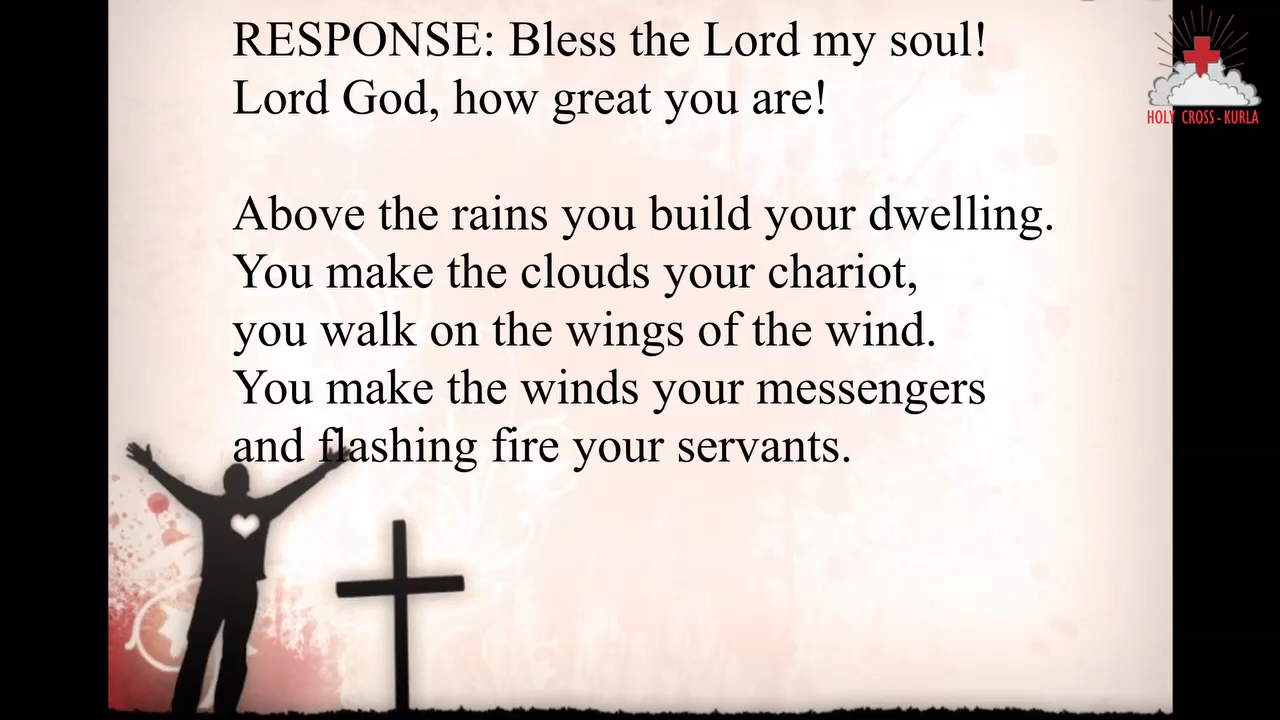 RESPONSE: Bless the Lord my soul!
Lord God, how great you are!
Above the rains you build your dwelling.
You make the clouds your chariot,
you walk on the wings of the wind.
You make the winds your messengers
and flashing fire your servants.
HOLY CROSS - KURLA